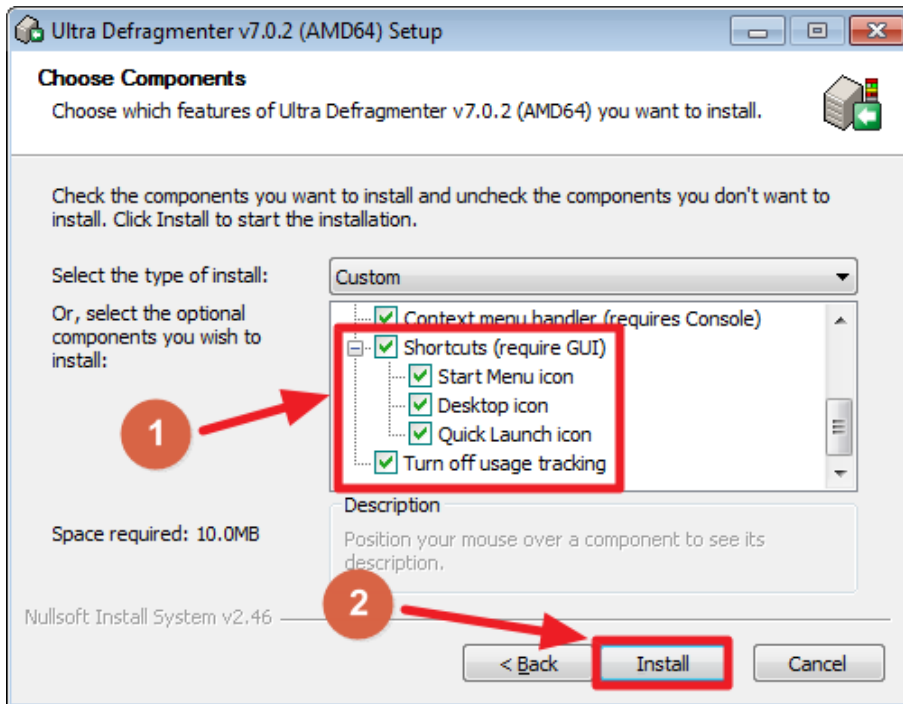 Ultra Defragmenter v7.0.2 (AMD64) Setup
Choose Components
Choose which features of Ultra Defragmenter v7.0.2 (AMD64) you want to install.
Check the components you want to install and uncheck the components you don't want to
install. Click Install to start the installation.
Select the type of install:
Custom
Or, select the optional
components you wish to
install:
Context menu handler (requires Console)
Shortcuts (require GUI)
Start Menu icon
Desktop icon
Quick Launch icon
Turn off usage tracking
1
Space required: 10.0MB
Description
Position your mouse over a component to see its
description.
Nullsoft Install System v2.46
2
< Back
Install
Cancel